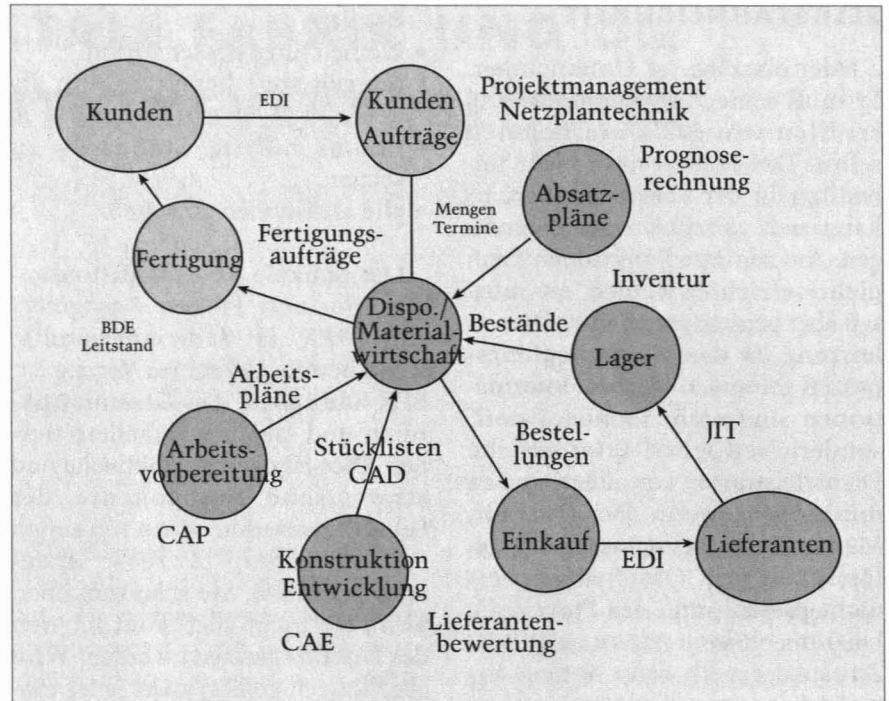 Kunden
EDI
Kunden
Aufträge
Projektmanagement
Netzplantechnik
Prognose-
rechnung
Absatz-
pläne
Mengen
Termine
Fertigungs-
aufträge
Fertigung
Inventur
Dispo.
Material-
wirtschaft
Bestände
Lager
BDE
Leitstand
Arbeits-
pläne
Arbeits-
vorbereitung
CAP
Stücklisten
CAD
Bestel-
lungen
JIT
Einkauf
EDI
Lieferanten
Konstruktion
Entwicklung
CAE
Lieferanten-
bewertung